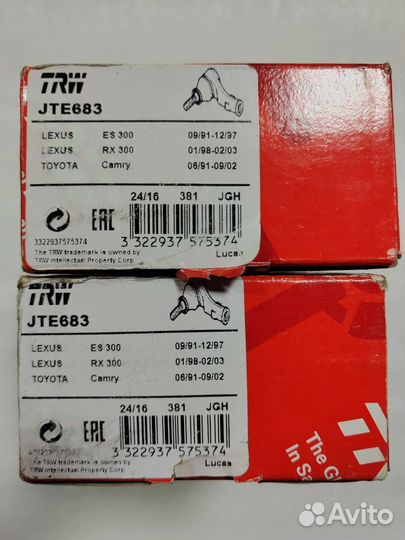 TRW
JTE683
LEXUS ES 300 09/91-12/97
LEXUS RX 300 01/98-02/03
TOYOTA Camry 06/91-09/02
24/16 381 JGH
EAC
3322937575374
3 322937 575374
The TRW trademark is owned by
TRW Intellectual Property Corp.
Lucas
TRW
JTE683
LEXUS ES 300 09/91-12/97
LEXUS RX 300 01/98-02/03
TOYOTA Camry 06/91-09/02
24/16 381 JGH
EAC
3 322937 575374
The TRW trademark is owned by
TRW Intellectual Property Corp.
Lucas
The
In
Avito